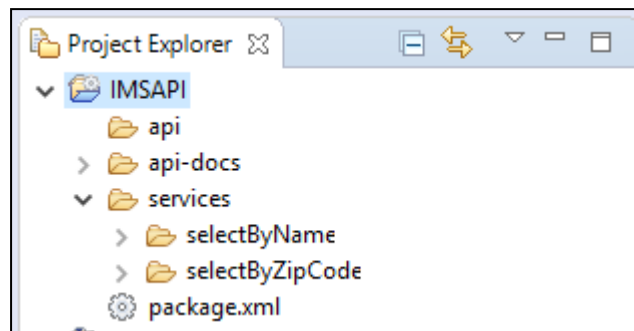 Project Explorer
IMSAPI
api
api-docs
services
selectByName
selectByZipCode
package.xml